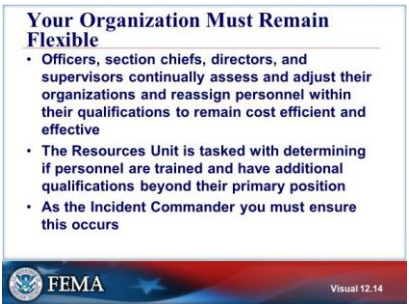 Your Organization Must Remain
Flexible
• Officers, section chiefs, directors, and
supervisors continually assess and adjust their
organizations and reassign personnel within
their qualifications to remain cost efficient and
effective
• The Resources Unit is tasked with determining
if personnel are trained and have additional
qualifications beyond their primary position
• As the Incident Commander you must ensure
this occurs
FEMA
Visual 12.14